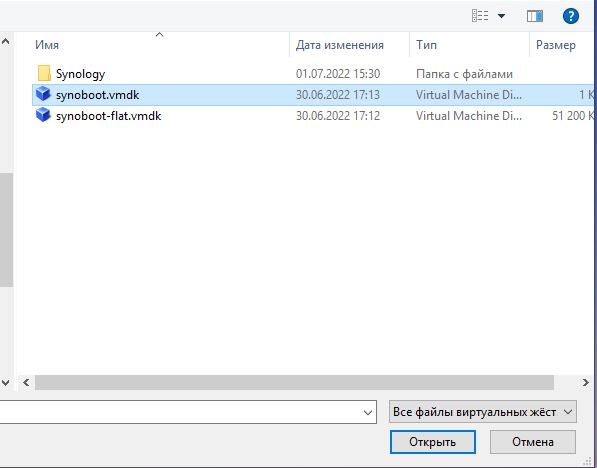 Имя Дата изменения Тип Размер
Synology 01.07.2022 15:30 Папка с файлами
synoboot.vmdk 30.06.2022 17:13 Virtual Machine Di... 1 К
synoboot-flat.vmdk 30.06.2022 17:12 Virtual Machine Di... 51 200 К
Все файлы виртуальных жёст
Открыть Отмена